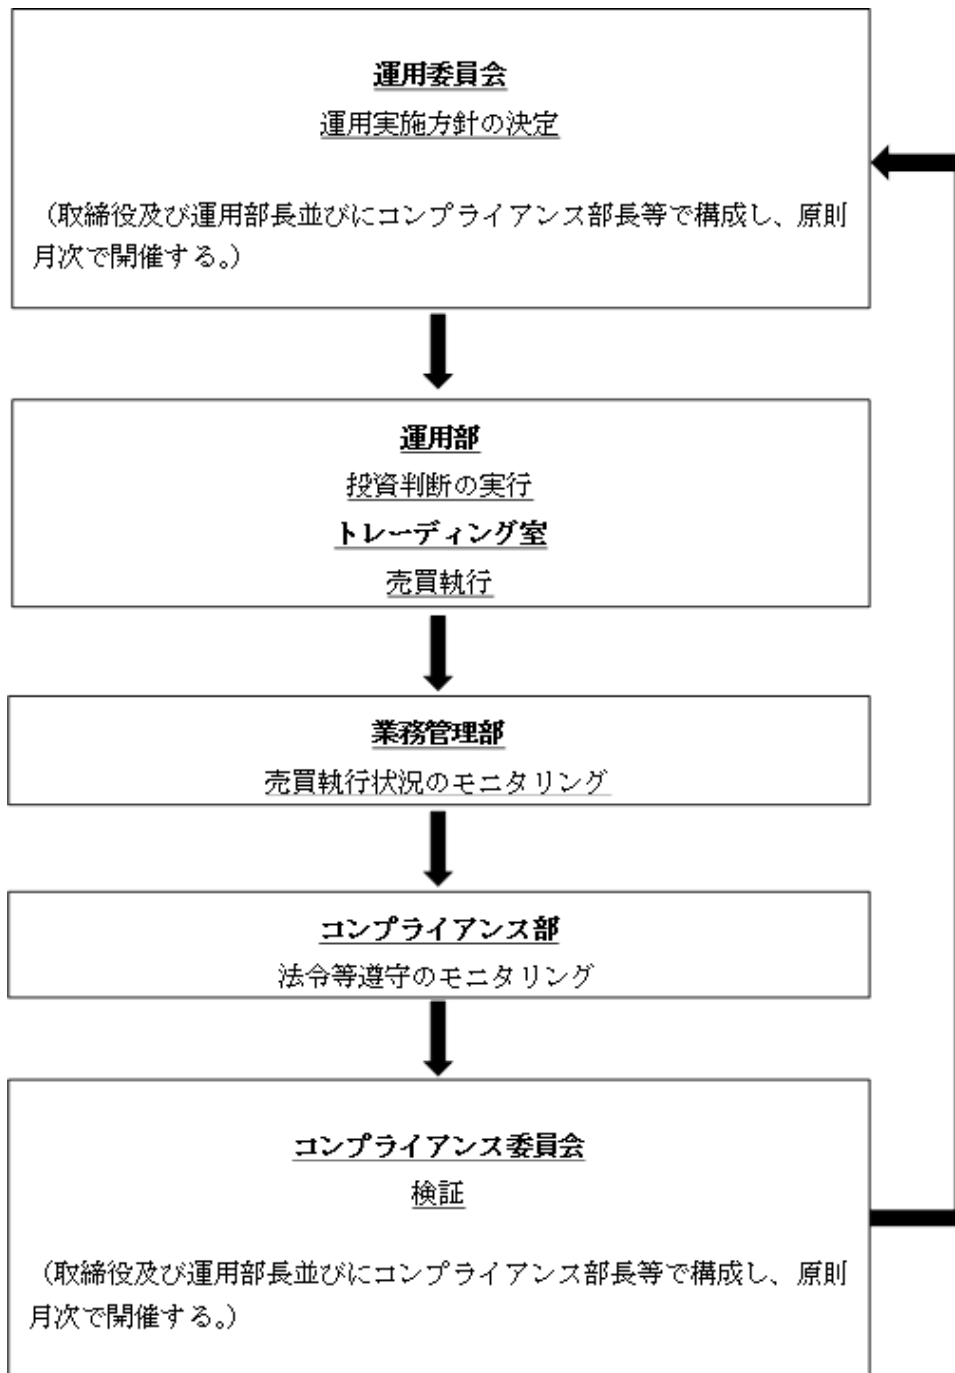 運用委員会
運用実施方針の決定
（取締役及び運用部長並びにコンプライアンス部長等で構成し、原則
月次で開催する。）
運用部
投資判断の実行
トレーディング室
売買執行
業務管理部
売買執行状況のモニタリング
コンプライアンス部
法令等遵守のモニタリング
コンプライアンス委員会
検証
（取締役及び運用部長並びにコンプライアンス部長等で構成し、原則
月次で開催する。）